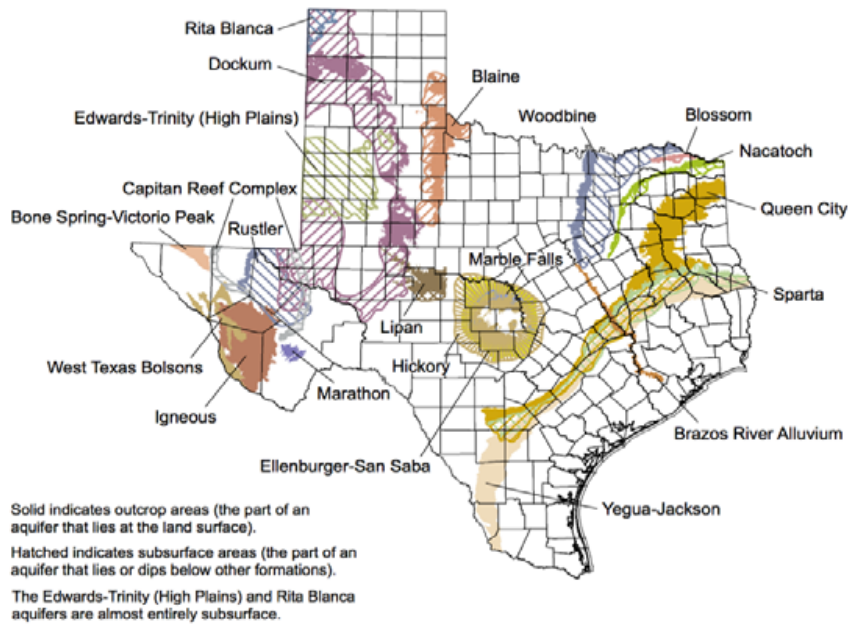 Rita Blanca
Dockum
Blaine
Edwards-Trinity (High Plains)
Woodbine
Blossom
Nacatoch
Capitan Reef Complex
Queen City
Bone Spring-Victorio Peak
Rustler
Marble Falls
Sparta
Lipan
West Texas Bolsons
Hickory
Marathon
Igneous
Brazos River Alluvium
Ellenburger-San Saba
Yegua-Jackson
Solid indicates outcrop areas (the part of an
aquifer that lies at the land surface).
Hatched indicates subsurface areas (the part of an
aquifer that lies or dips below other formations).
The Edwards-Trinity (High Plains) and Rita Blanca
aquifers are almost entirely subsurface.